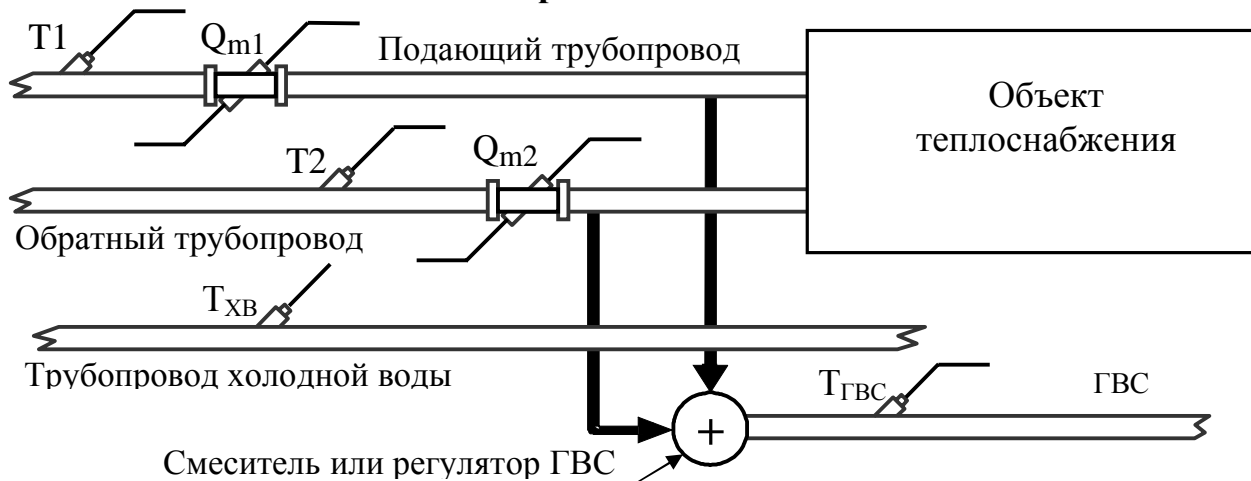 T1
Qm1
Подающий трубопровод
Объект
теплоснабжения
T2
Qm2
Обратный трубопровод
TХВ
Трубопровод холодной воды
TГВС
ГВС
+
Смеситель или регулятор ГВС